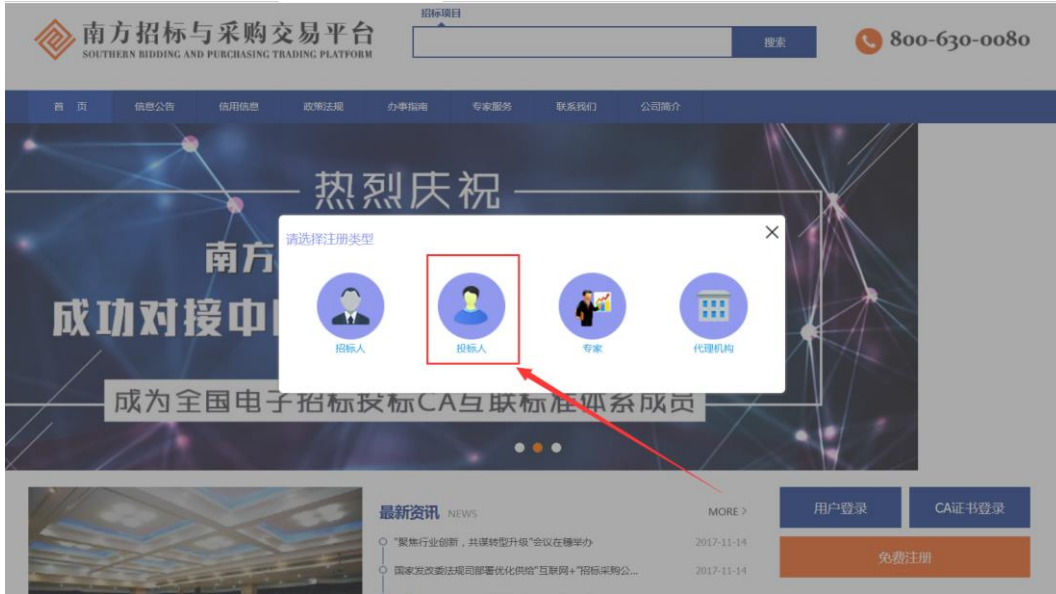 招标项目
南方招标与采购交易平台
SOUTHERN BIDDING AND PURCHASING TRADING PLATFORM
搜索
800-630-0080
首 页 信息公告 信用信息 政策法规 办事指南 专家服务 联系我们 公司简介
热烈庆祝
南方
成功对接中
请选择注册类型
招标人 投标人 专家 代理机构
成为全国电子招标投标CA互联标准体系成员
最新资讯 NEWS MORE >
"聚焦行业创新,共谋转型升级"会议在穗举办 2017-11-14
国家发改委法规司部署优化供给"互联网+"招标采购公... 2017-11-14
用户登录 CA证书登录
免费注册